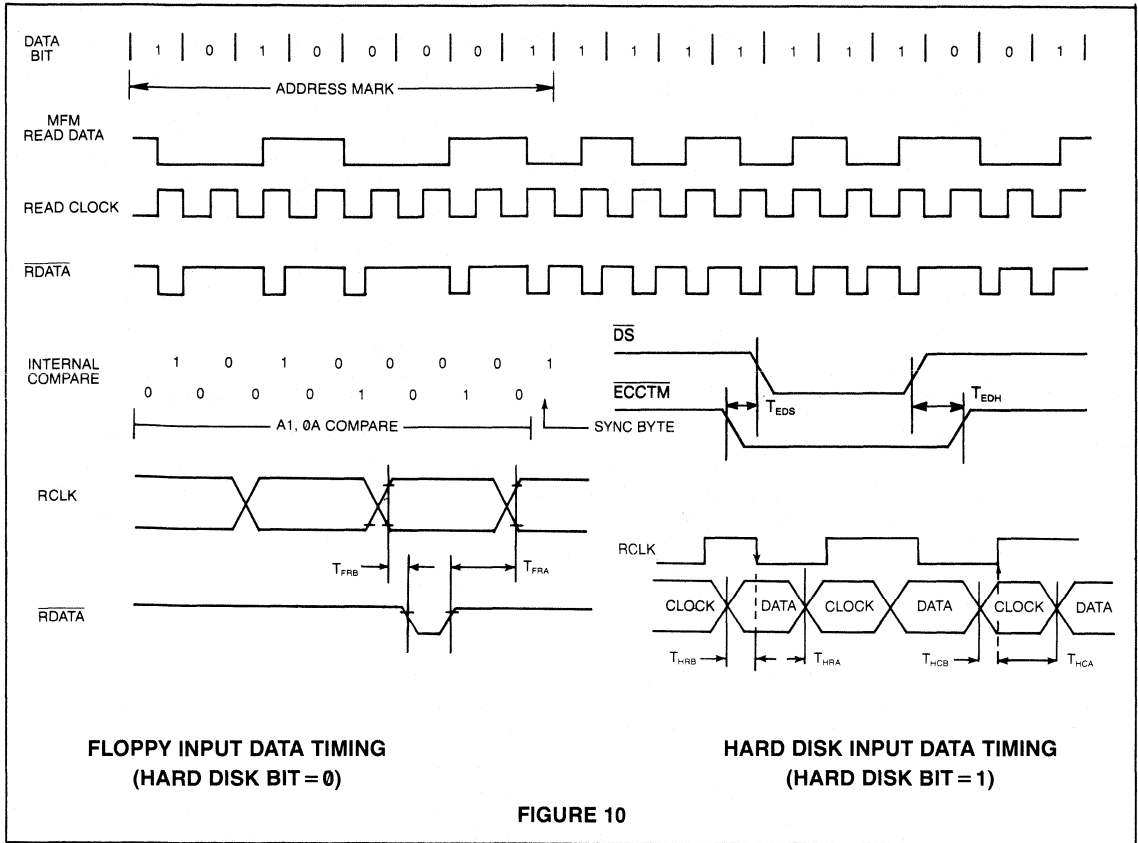 DATA BIT
1 0 1 0 0 0 0 1 1 1 1 1 1 1 1 0 0 1
ADDRESS MARK
MFM
READ DATA
READ CLOCK
RDATA
INTERNAL COMPARE
1 0 1 0 0 0 0 1
0 0 0 0 1 0 1 0
A1, 0A COMPARE
SYNC BYTE
DS
ECCTM
TEDS
TEDH
RCLK
TFRB
TFRA
RDATA
RCLK
CLOCK DATA CLOCK DATA CLOCK DATA
THRB
THRA
THCB
THCA
FLOPPY INPUT DATA TIMING
(HARD DISK BIT = 0)
HARD DISK INPUT DATA TIMING
(HARD DISK BIT = 1)
FIGURE 10